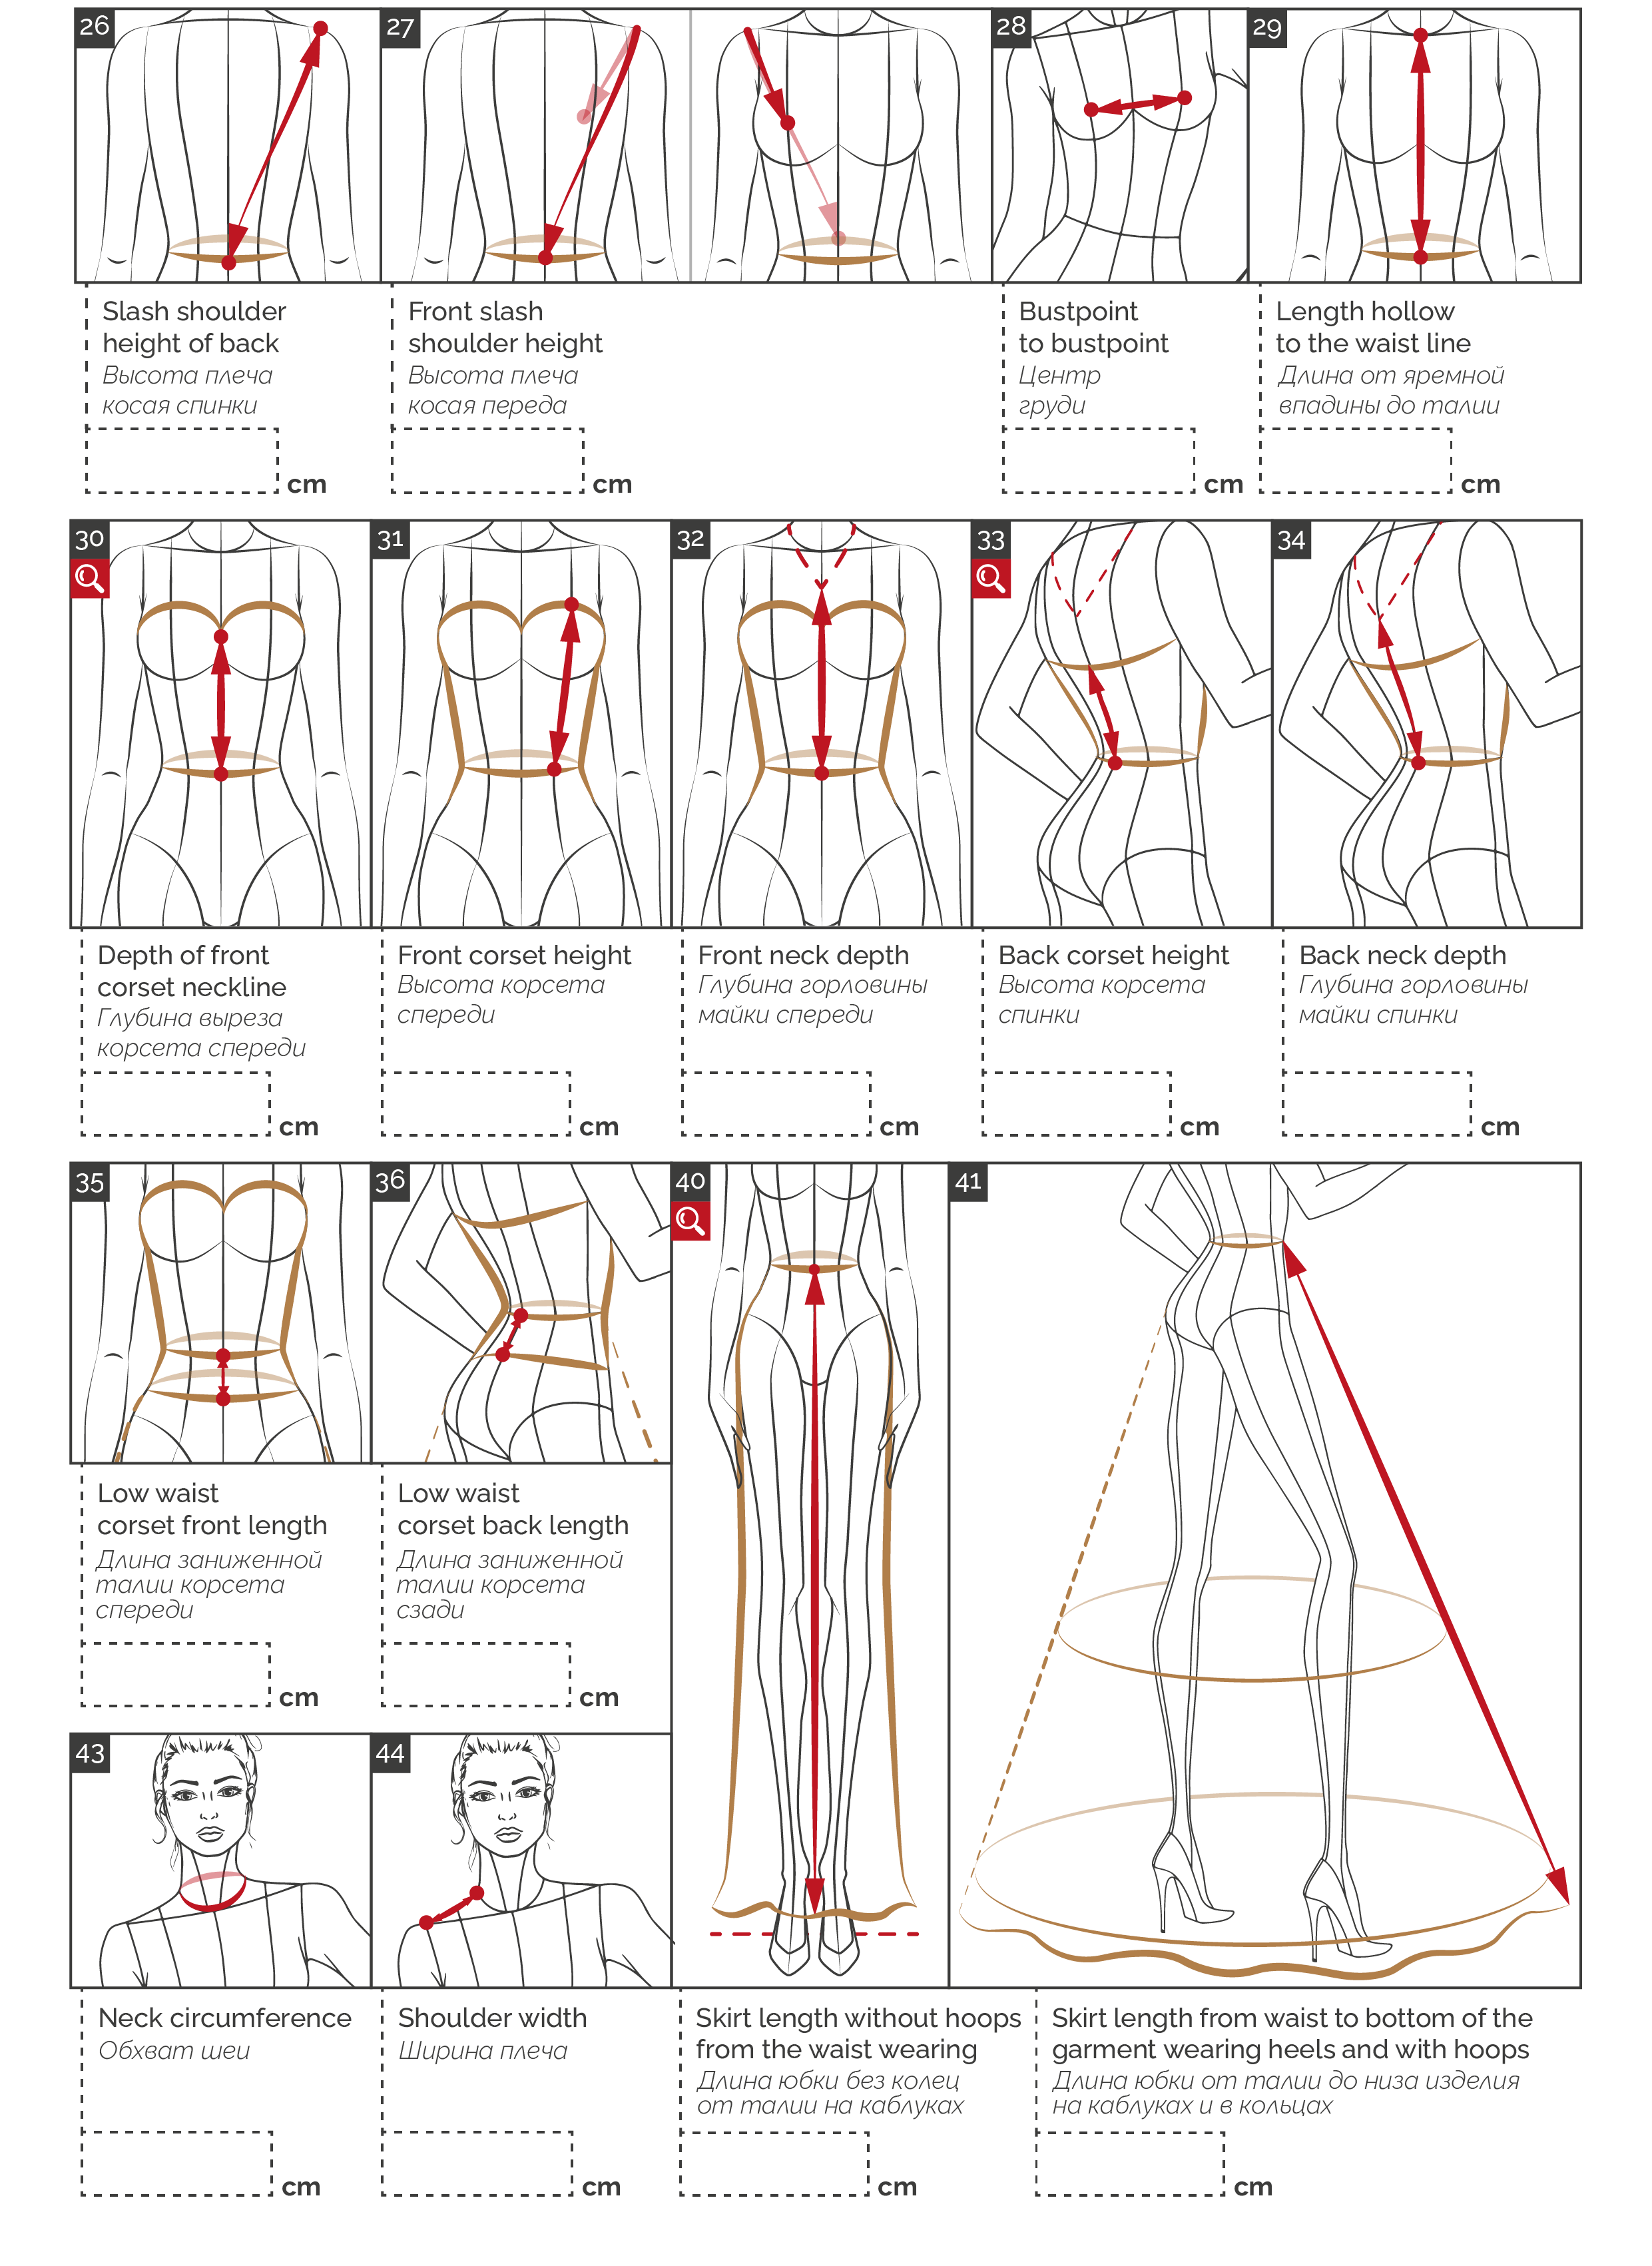 26
27
28
29
Slash shoulder
height of back
Высота плеча
косая спинки
cm
Front slash
shoulder height
Высота плеча
косая переда
cm
Bustpoint
to bustpoint
Центр
груди
cm
Length hollow
to the waist line
Длина от яремной
впадины до талии
cm
30
31
32
33
34
Depth of front
corset neckline
Глубина выреза
корсета спереди
cm
Front corset height
Высота корсета
спереди
cm
Front neck depth
Глубина горловины
майки спереди
cm
Back corset height
Высота корсета
спинки
cm
Back neck depth
Глубина горловины
майки спинки
cm
35
36
40
41
Low waist
corset front length
Длина заниженной
талии корсета
спереди
cm
Low waist
corset back length
Длина заниженной
талии корсета
сзади
cm
43
44
Neck circumference
Обхват шеи
cm
Shoulder width
Ширина плеча
cm
Skirt length without hoops
from the waist wearing
Длина юбки без колец
от талии на каблуках
cm
Skirt length from waist to bottom of the
garment wearing heels and with hoops
Длина юбки от талии до низа изделия
на каблуках и в кольцах
cm